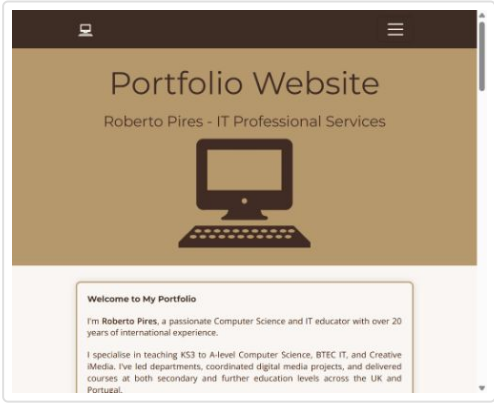 Portfolio Website
Roberto Pires - IT Professional Services
Welcome to My Portfolio
I'm Roberto Pires, a passionate Computer Science and IT educator with over 20
years of international experience.
I specialise in teaching KS3 to A-level Computer Science, BTEC IT, and Creative
iMedia. I've led departments, coordinated digital media projects, and delivered
courses at both secondary and further education levels across the UK and
Portugal.